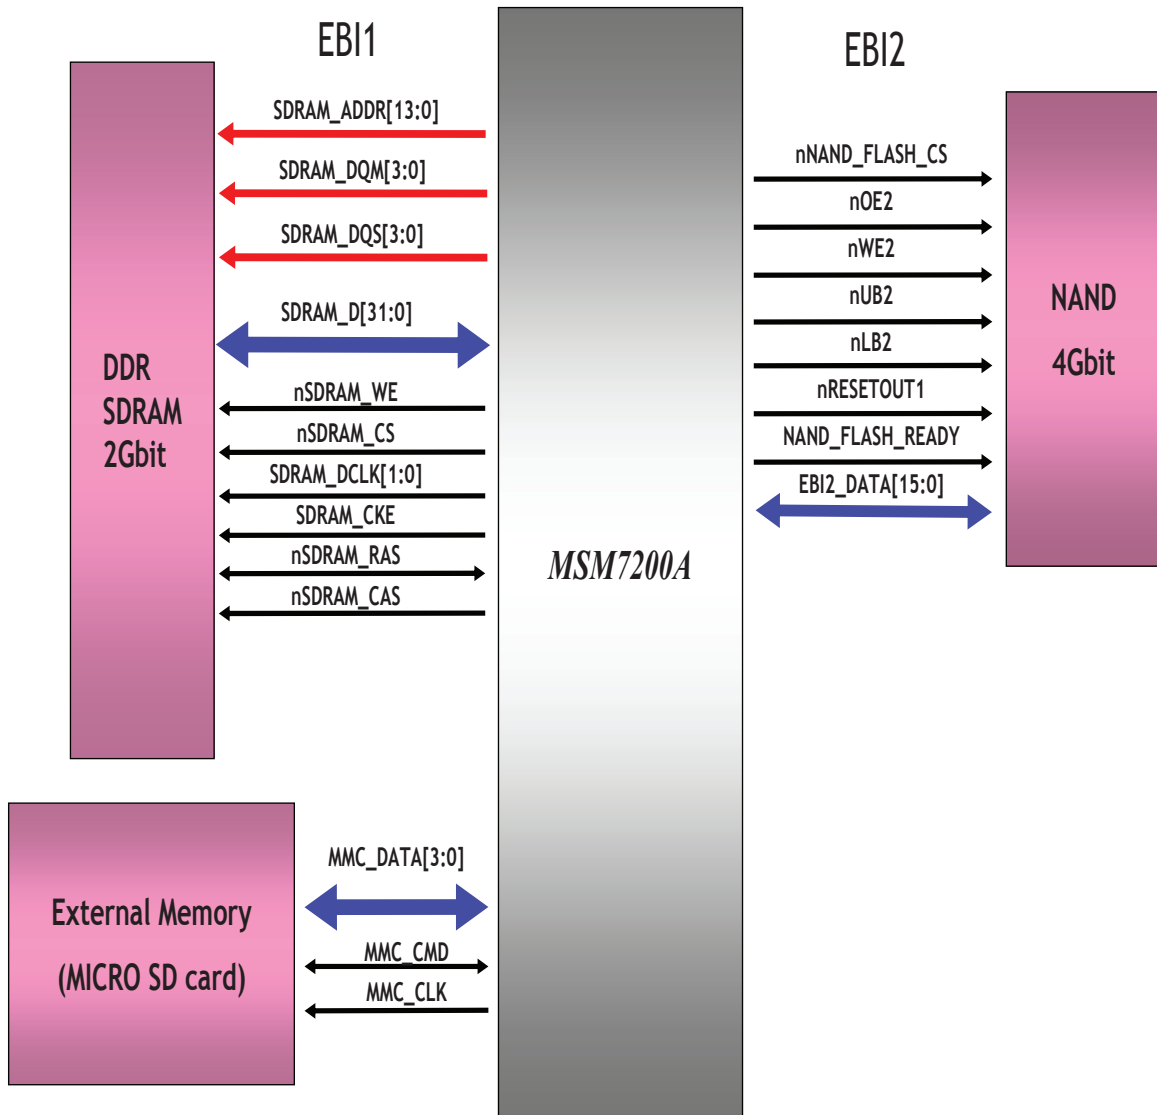 EBI1
EBI2
SDRAM_ADDR[13:0]
SDRAM_DQM[3:0]
SDRAM_DQS[3:0]
SDRAM_D[31:0]
nSDRAM_WE
nSDRAM_CS
SDRAM_DCLK[1:0]
SDRAM_CKE
nSDRAM_RAS
nSDRAM_CAS
DDR
SDRAM
2Gbit
MSM7200A
nNAND_FLASH_CS
nOE2
nWE2
nUB2
nLB2
nRESETOUT1
NAND_FLASH_READY
EBI2_DATA[15:0]
NAND
4Gbit
External Memory
(MICRO SD card)
MMC_DATA[3:0]
MMC_CMD
MMC_CLK